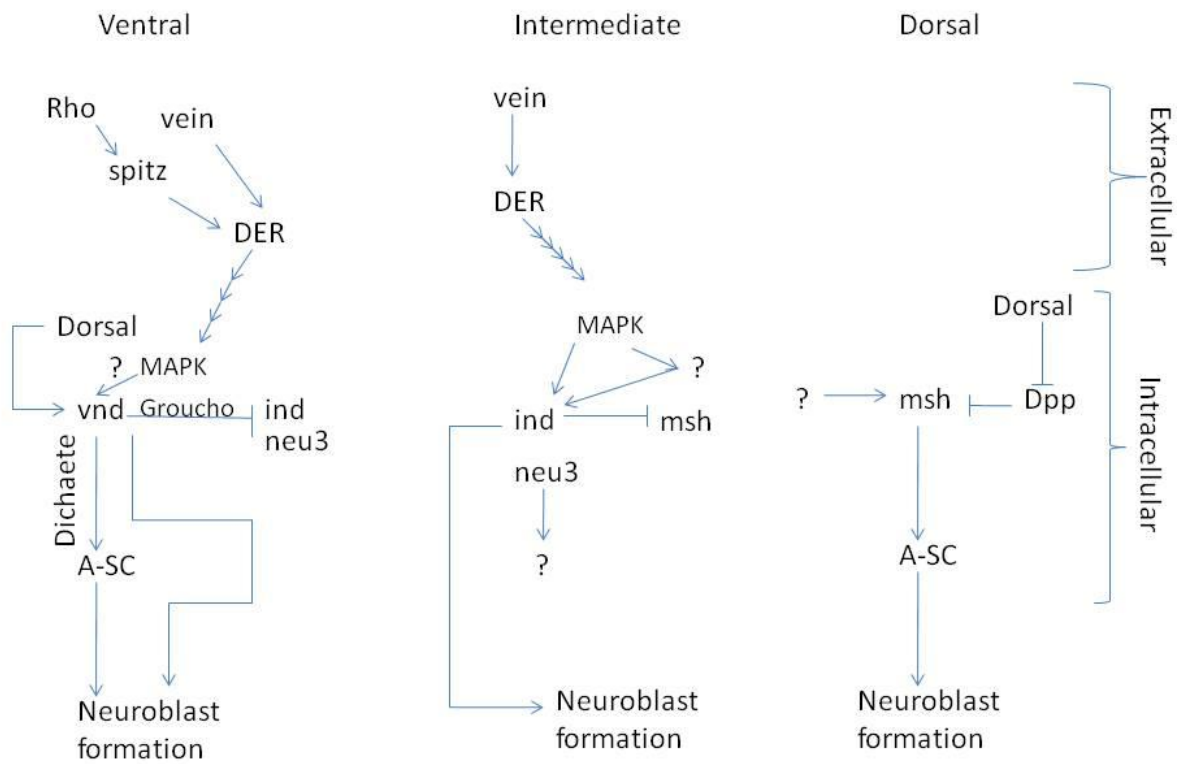 Ventral
Intermediate
Dorsal
Rho
vein
spitz
DER
Dorsal
? MAPK
vnd Groucho ind
neu3
Dichaete
A-SC
Neuroblast
formation
vein
DER
MAPK
?
ind
msh
neu3
?
Neuroblast
formation
Dorsal
? msh Dpp
A-SC
Neuroblast
formation
Extracellular
Intracellular